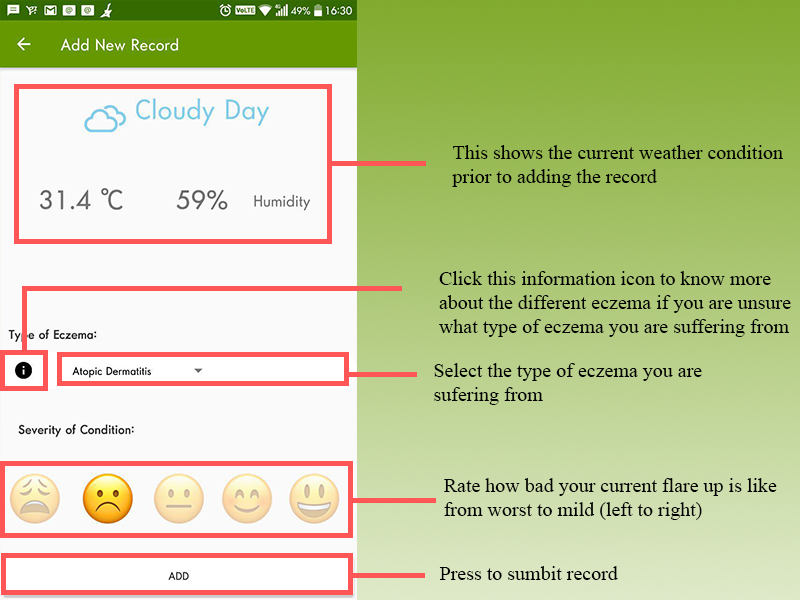 VoLTE 4G 49% 16:30
Add New Record
Cloudy Day
31.4 °C 59% Humidity
This shows the current weather condition
prior to adding the record
Click this information icon to know more
about the different eczema if you are unsure
what type of eczema you are suffering from
Type of Eczema:
Atopic Dermatitis
Select the type of eczema you are
sufering from
Severity of Condition:
Rate how bad your current flare up is like
from worst to mild (left to right)
ADD
Press to sumbit record